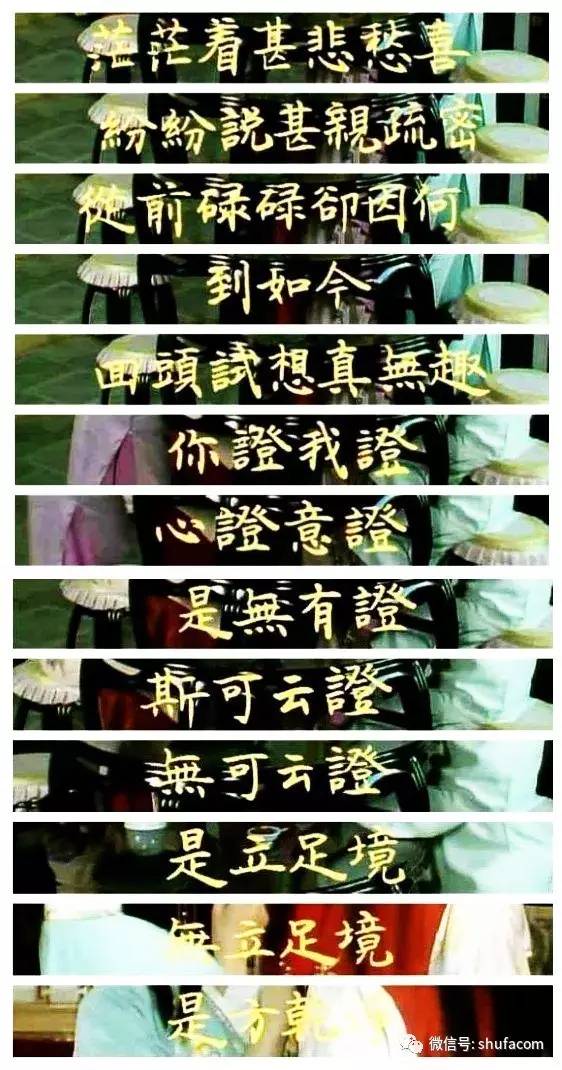 茫茫着甚悲愁喜
紛紛説甚親疏密
從前碌碌卻因何
到如今
回頭試想真無趣
你證我證
心證意證
是無有證
斯可云證
無可云證
是立足境
無立足境
是方乾
微信号: shufacom